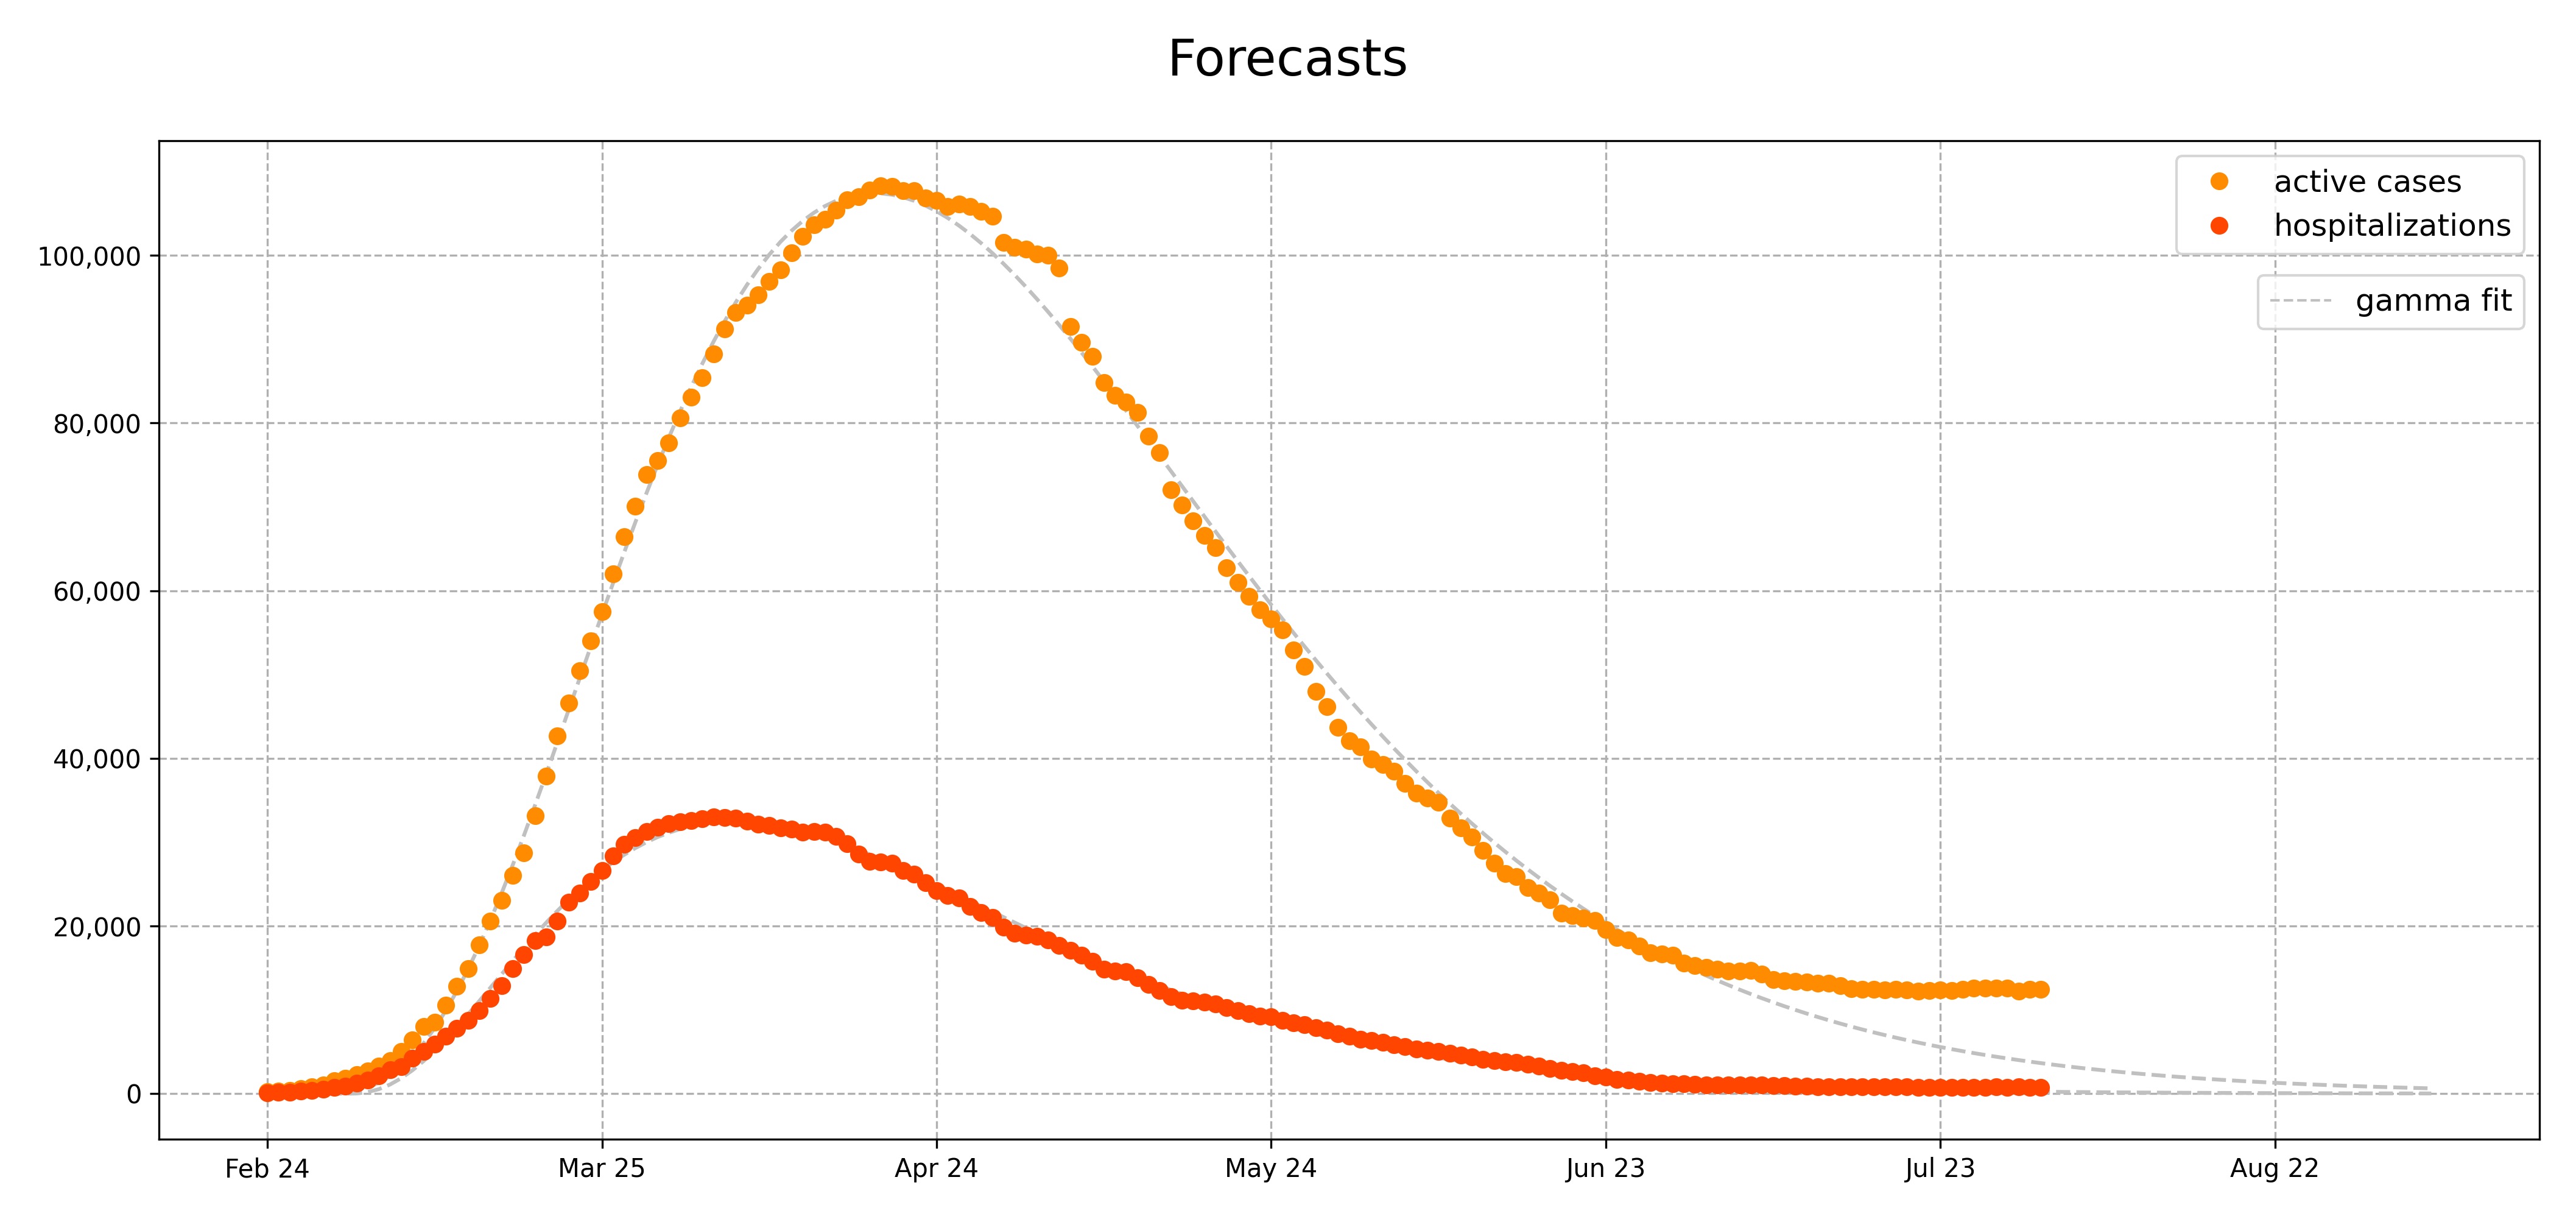 Forecasts
active cases
hospitalizations
gamma fit
100,000
80,000
60,000
40,000
20,000
0
Feb 24
Mar 25
Apr 24
May 24
Jun 23
Jul 23
Aug 22